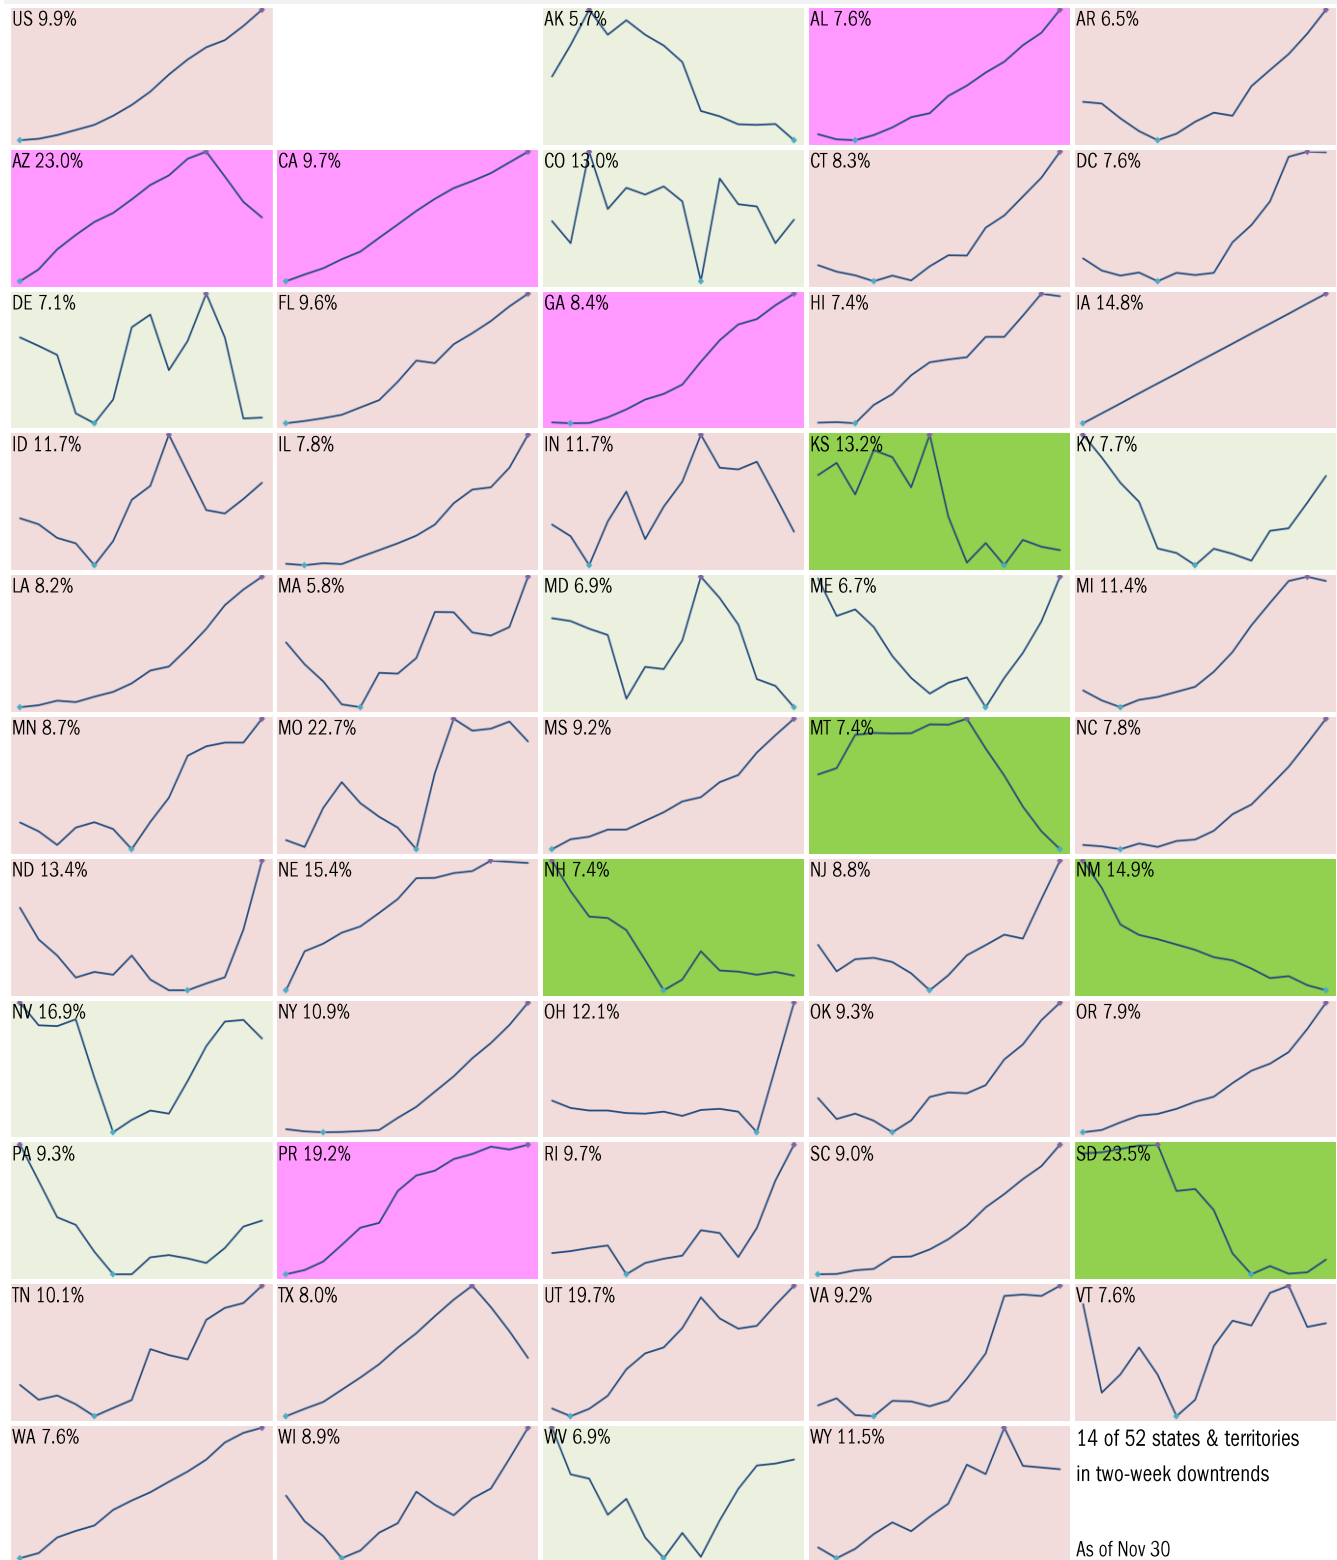 US 9.9%
AK 5.7%
AL 7.6%
AR 6.5%
AZ 23.0%
CA 9.7%
CO 13.0%
CT 8.3%
DC 7.6%
DE 7.1%
FL 9.6%
GA 8.4%
HI 7.4%
IA 14.8%
ID 11.7%
IL 7.8%
IN 11.7%
KS 13.2%
KY 7.7%
LA 8.2%
MA 5.8%
MD 6.9%
ME 6.7%
MI 11.4%
MN 8.7%
MO 22.7%
MS 9.2%
MT 7.4%
NC 7.8%
ND 13.4%
NE 15.4%
NH 7.4%
NJ 8.8%
NM 14.9%
NV 16.9%
NY 10.9%
OH 12.1%
OK 9.3%
OR 7.9%
PA 9.3%
PR 19.2%
RI 9.7%
SC 9.0%
SD 23.5%
TN 10.1%
TX 8.0%
UT 19.7%
VA 9.2%
VT 7.6%
WA 7.6%
WI 8.9%
WV 6.9%
WY 11.5%
14 of 52 states & territories
in two-week downtrends
As of Nov 30